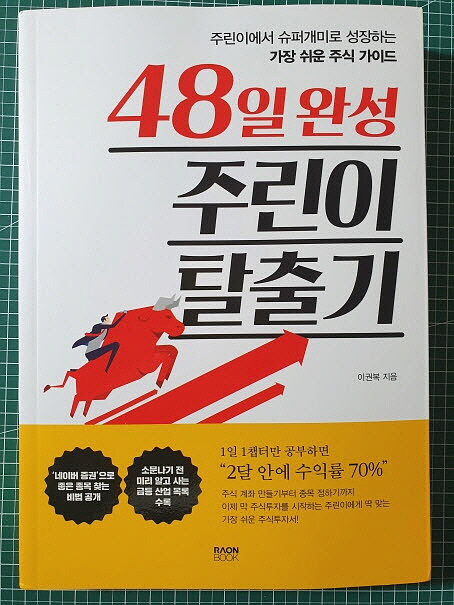 주린이에서 슈퍼개미로 성장하는
가장 쉬운 주식 가이드
48일 완성
주린이
탈출기
이권복 지음
'네이버 증권'으로
좋은 종목 찾는
비법 공개
소문나기 전
미리 알고 사는
급등 산업 목록
수록
1일 1챕터만 공부하면
“2달 안에 수익률 70%”
주식 계좌 만들기부터 종목 정하기까지
이제 막 주식투자를 시작하는 주린이에게 딱 맞는
가장 쉬운 주식투자서!
RAON
BOOK